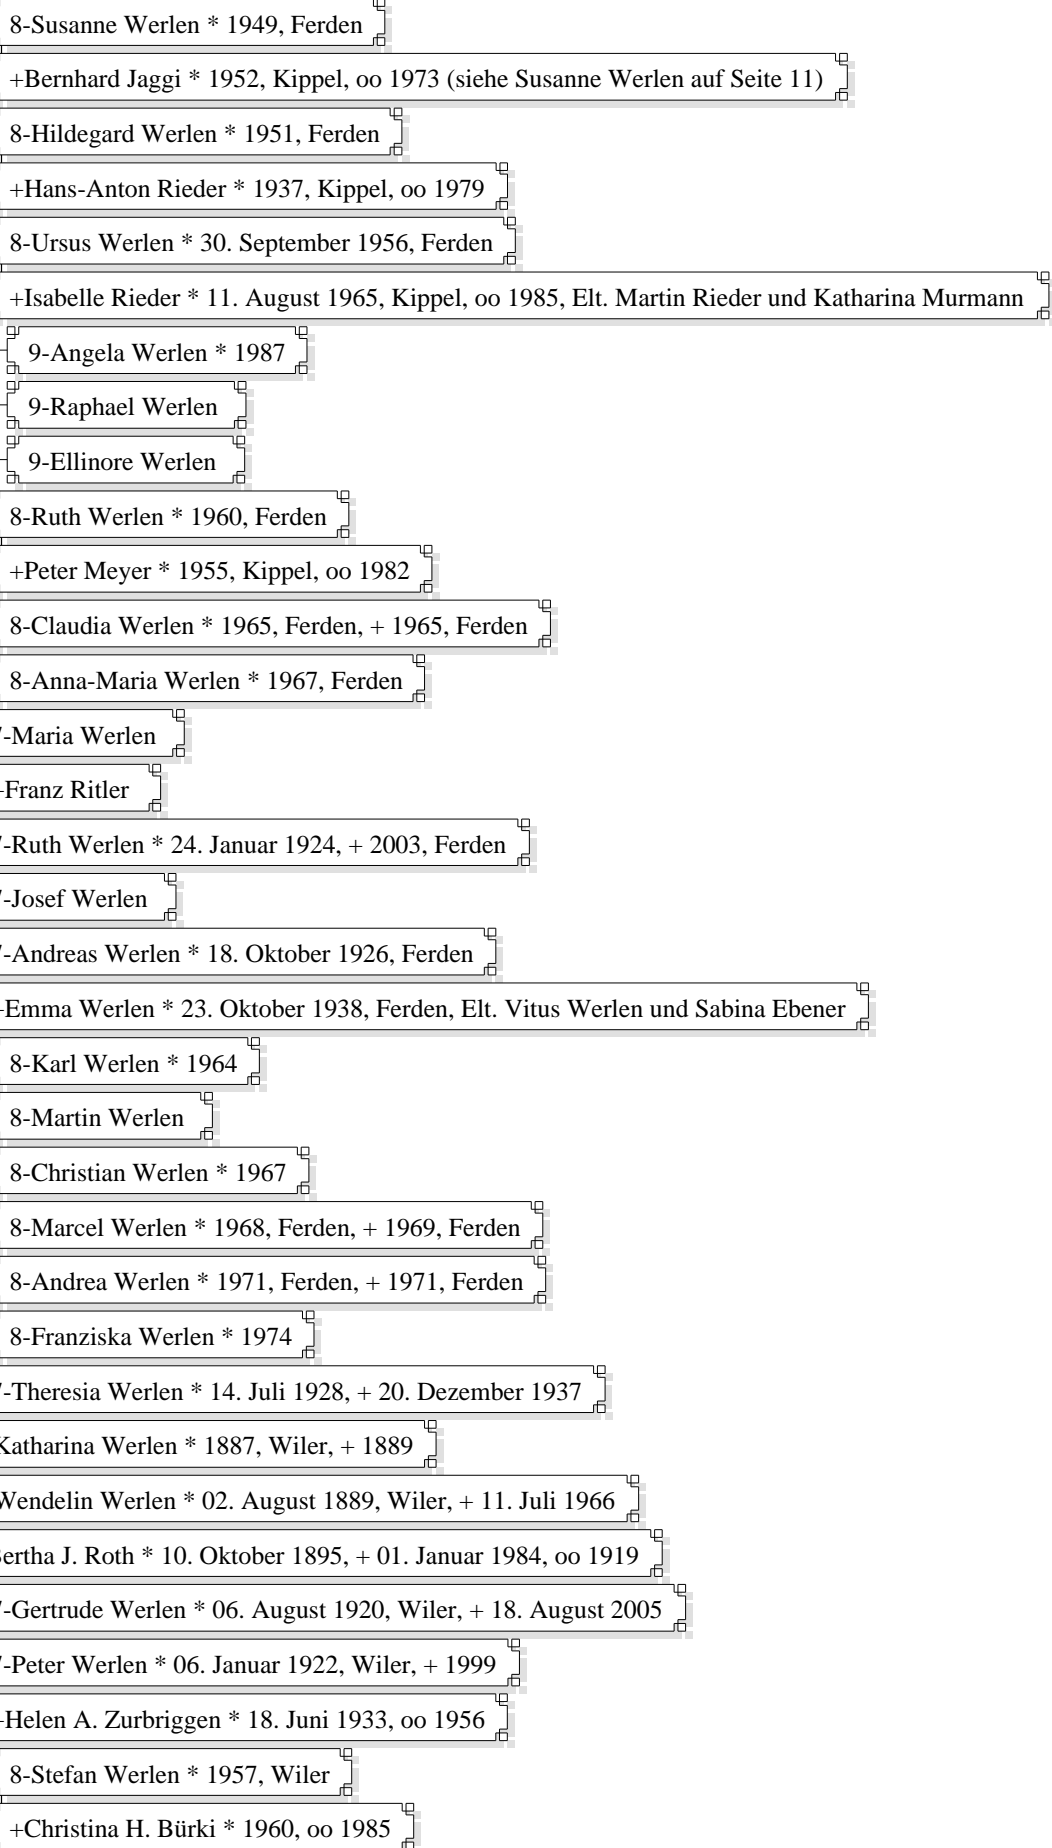 8-Susanne Werlen * 1949, Ferden
+Bernhard Jaggi * 1952, Kippel, oo 1973 (siehe Susanne Werlen auf Seite 11)
8-Hildegard Werlen * 1951, Ferden
+Hans-Anton Rieder * 1937, Kippel, oo 1979
8-Ursus Werlen * 30. September 1956, Ferden
+Isabelle Rieder * 11. August 1965, Kippel, oo 1985, Elt. Martin Rieder und Katharina Murmann
9-Angela Werlen * 1987
9-Raphael Werlen
9-Ellinore Werlen
8-Ruth Werlen * 1960, Ferden
+Peter Meyer * 1955, Kippel, oo 1982
8-Claudia Werlen * 1965, Ferden, + 1965, Ferden
8-Anna-Maria Werlen * 1967, Ferden
-Maria Werlen
Franz Ritler
-Ruth Werlen * 24. Januar 1924, + 2003, Ferden
-Josef Werlen
-Andreas Werlen * 18. Oktober 1926, Ferden
Emma Werlen * 23. Oktober 1938, Ferden, Elt. Vitus Werlen und Sabina Ebener
8-Karl Werlen * 1964
8-Martin Werlen
8-Christian Werlen * 1967
8-Marcel Werlen * 1968, Ferden, + 1969, Ferden
8-Andrea Werlen * 1971, Ferden, + 1971, Ferden
8-Franziska Werlen * 1974
-Theresia Werlen * 14. Juli 1928, + 20. Dezember 1937
Katharina Werlen * 1887, Wiler, + 1889
Wendelin Werlen * 02. August 1889, Wiler, + 11. Juli 1966
ertha J. Roth * 10. Oktober 1895, + 01. Januar 1984, oo 1919
-Gertrude Werlen * 06. August 1920, Wiler, + 18. August 2005
-Peter Werlen * 06. Januar 1922, Wiler, + 1999
Helen A. Zurbriggen * 18. Juni 1933, oo 1956
8-Stefan Werlen * 1957, Wiler
+Christina H. Bürki * 1960, oo 1985